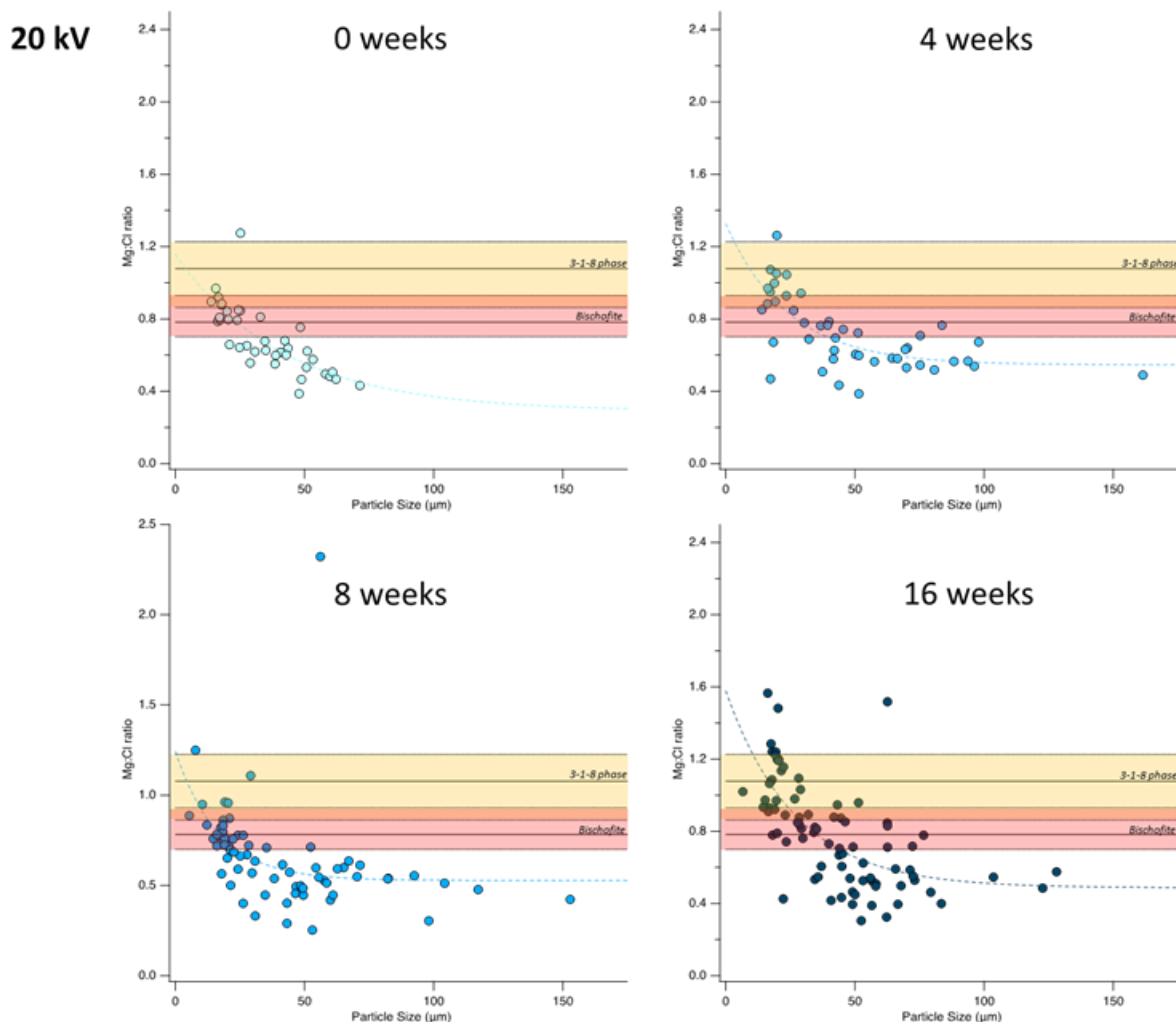 20 kV
0 weeks
2.4
2.0
1.6
1.2
0.8
0.4
0.0
Mg:Cl ratio
3-1-8 phase
Bischofite
0 50 100 150
Particle Size (µm)
4 weeks
2.4
2.0
1.6
1.2
0.8
0.4
0.0
Mg:Cl ratio
3-1-8 phase
Bischofite
0 50 100 150
Particle Size (µm)
8 weeks
2.5
2.0
1.5
1.0
0.5
0.0
Mg:Cl ratio
3-1-8 phase
Bischofite
0 50 100 150
Particle Size (µm)
16 weeks
2.4
2.0
1.6
1.2
0.8
0.4
0.0
Mg:Cl ratio
3-1-8 phase
Bischofite
0 50 100 150
Particle Size (µm)